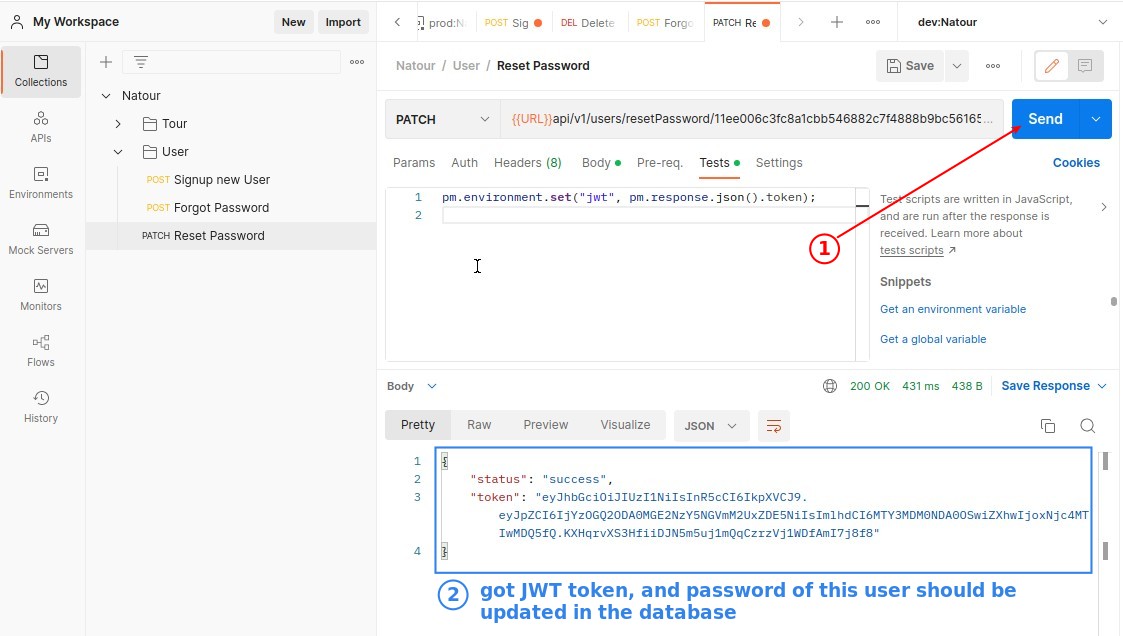 My Workspace
New
Import
prod:N
POST Sig
DEL Delete
POST Forgo
PATCH Re
dev:Natour
Collections
APIs
Environments
Mock Servers
Monitors
Flows
History
Natour
Tour
User
POST Signup new User
POST Forgot Password
PATCH Reset Password
Natour / User / Reset Password
Save
PATCH
{{URL}}api/v1/users/resetPassword/11ee006c3fc8a1cbb546882c7f4888b9bc56165...
Send
Params
Auth
Headers (8)
Body
Pre-req.
Tests
Settings
Cookies
1 pm.environment.set("jwt", pm.response.json().token);
2
Test scripts are written in JavaScript,
and are run after the response is
received. Learn more about
tests scripts ↗
Snippets
Get an environment variable
Get a global variable
1
Body
200 OK
431 ms
438 B
Save Response
Pretty
Raw
Preview
Visualize
JSON
1 {
2 "status": "success",
3 "token": "eyJhbGciOiJIUzI1NiIsInR5cCI6IkpXVCJ9.
eyJpZCI6IjYzOGQ2ODA0MGE2NzY5NGVmM2UxZDE5NiIsImlhdCI6MTY3MDM0NDA0OSwiZXhwIjoxNjc4MT
IwMDQ5fQ.KXHqrvXS3HfiiDJN5m5uj1mQqCzrzVj1WDfAmI7j8f8"
4 }
2 got JWT token, and password of this user should be
updated in the database